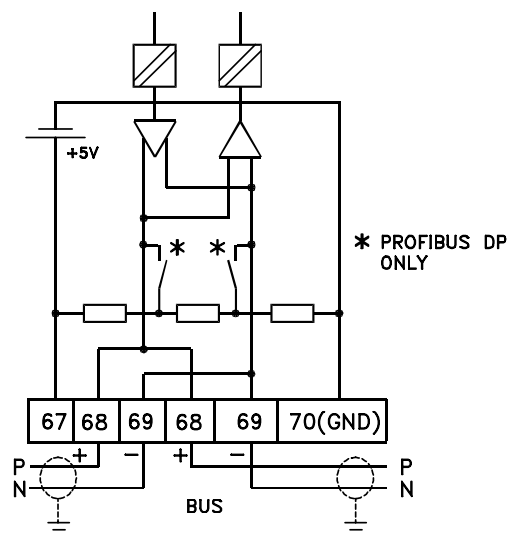 +5V
* *
* PROFIBUS DP
ONLY
67 68 69 68 69 70(GND)
+ − + −
P P
N N
BUS